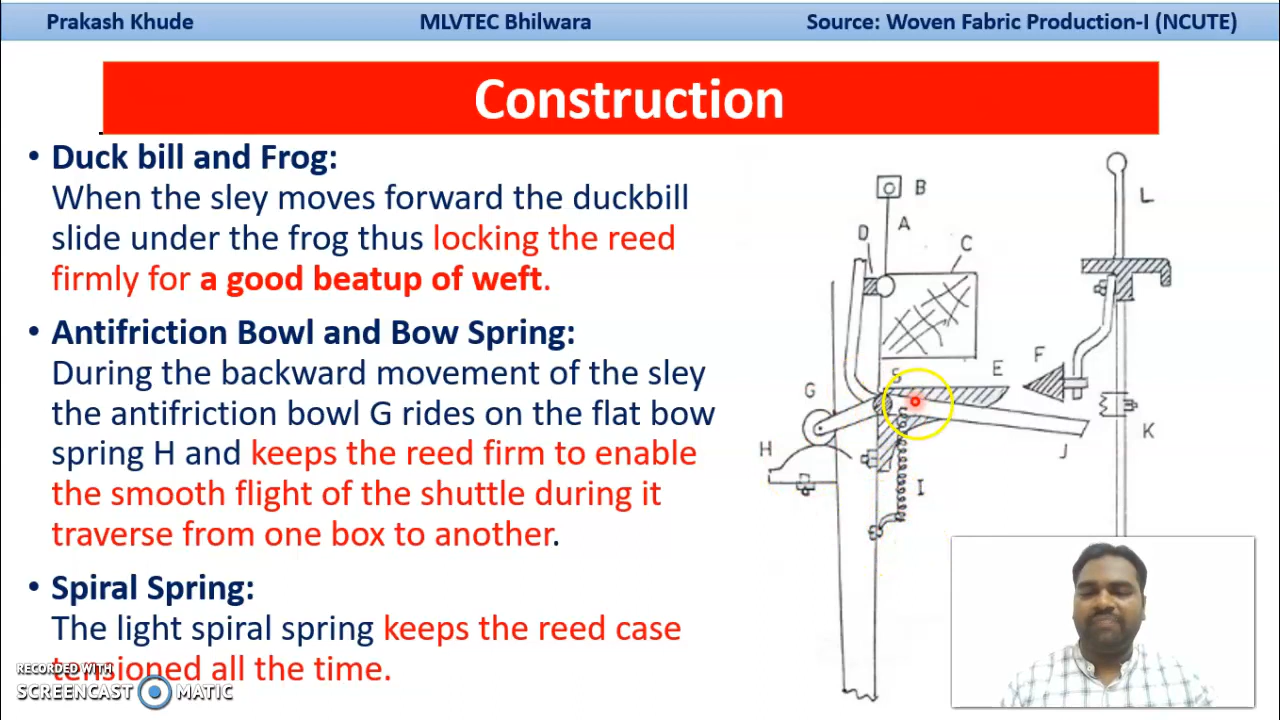 Prakash Khude
MLVTEC Bhilwara
Source: Woven Fabric Production-I (NCUTE)
Construction
• Duck bill and Frog:
When the sley moves forward the duckbill
slide under the frog thus locking the reed
firmly for a good beatup of weft.
• Antifriction Bowl and Bow Spring:
During the backward movement of the sley
the antifriction bowl G rides on the flat bow
spring H and keeps the reed firm to enable
the smooth flight of the shuttle during it
traverse from one box to another.
• Spiral Spring:
The light spiral spring keeps the reed case
tensioned all the time.
B
A
D
C
L
S
E
F
G
H
S
I
J
K
RECORDED WITH
SCREENCAST MATIC